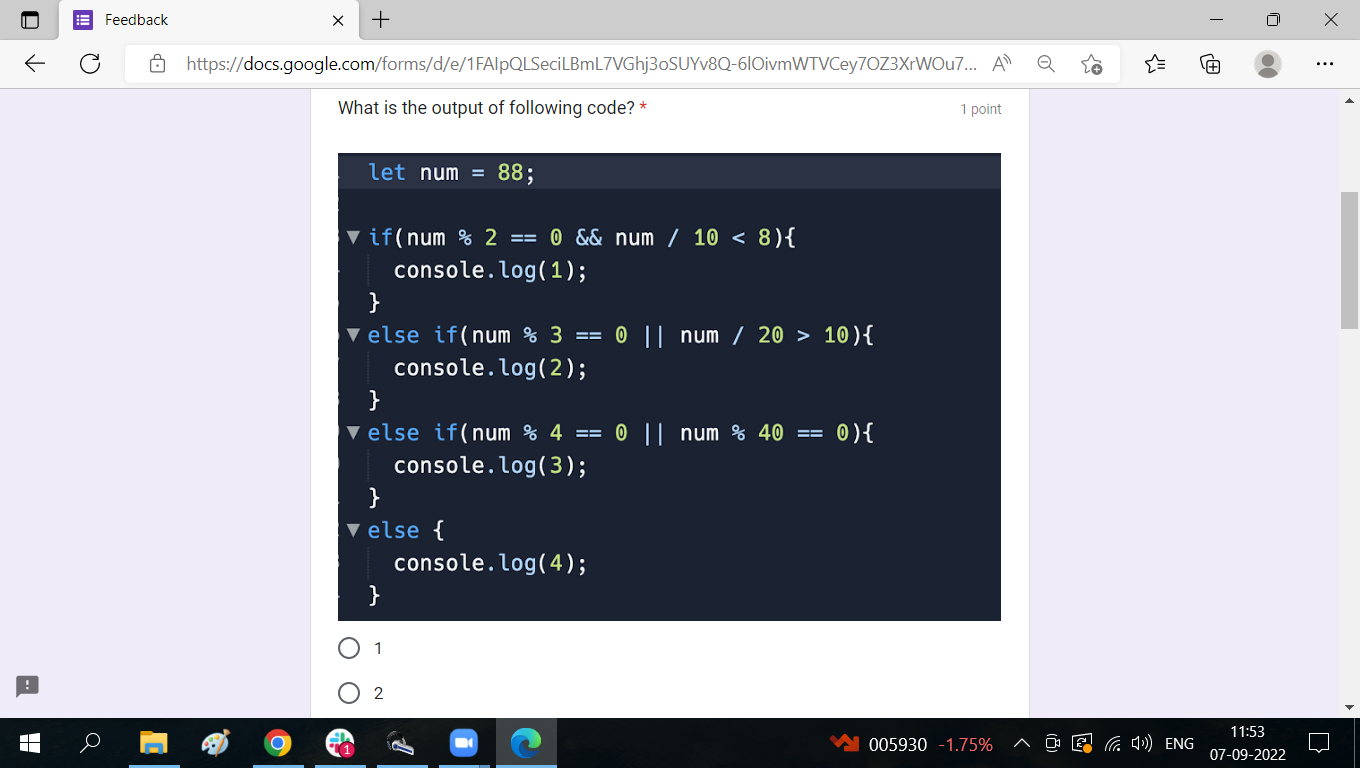 Feedback
https://docs.google.com/forms/d/e/1FAIpQLSeciLBmL7VGhj3oSUYv8Q-6lOivmWTVCey7OZ3XrWOu7...
What is the output of following code? *
1 point
let num = 88;
if(num % 2 == 0 && num / 10 < 8){
console.log(1);
}
else if(num % 3 == 0 || num / 20 > 10){
console.log(2);
}
else if(num % 4 == 0 || num % 40 == 0){
console.log(3);
}
else {
console.log(4);
}
1
2
1
005930 -1.75%
ENG
11:53
07-09-2022